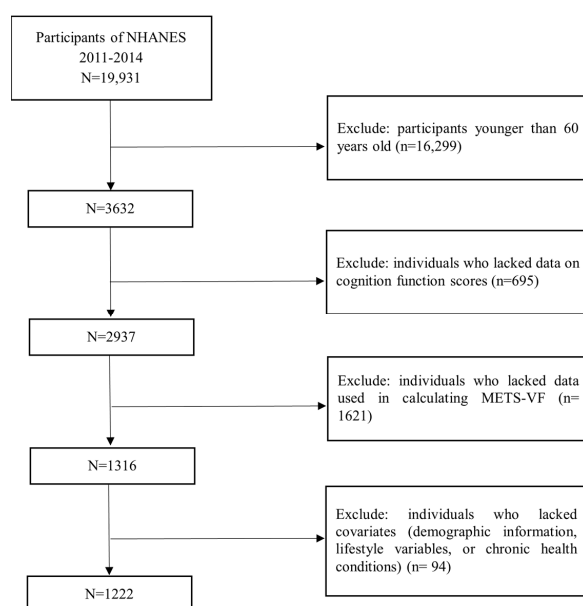 Participants of NHANES
2011-2014
N=19,931
Exclude: participants younger than 60
years old (n=16,299)
N=3632
Exclude: individuals who lacked data on
cognition function scores (n=695)
N=2937
Exclude: individuals who lacked data
used in calculating METS-VF (n=
1621)
N=1316
Exclude: individuals who lacked
covariates (demographic information,
lifestyle variables, or chronic health
conditions) (n= 94)
N=1222